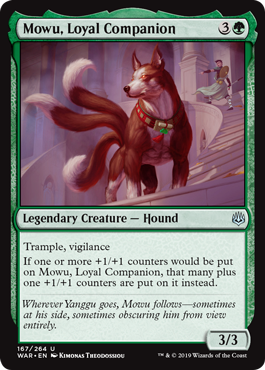 Mowu, Loyal Companion 3
Legendary Creature — Hound
Trample, vigilance
If one or more +1/+1 counters would be put
on Mowu, Loyal Companion, that many plus
one +1/+1 counters are put on it instead.
Wherever Yanggu goes, Mowu follows—sometimes
at his side, sometimes obscuring him from view
entirely.
3/3
167/264 U
WAR • EN KIMONAS THEODOSSIOU
™ & © 2019 Wizards of the Coast